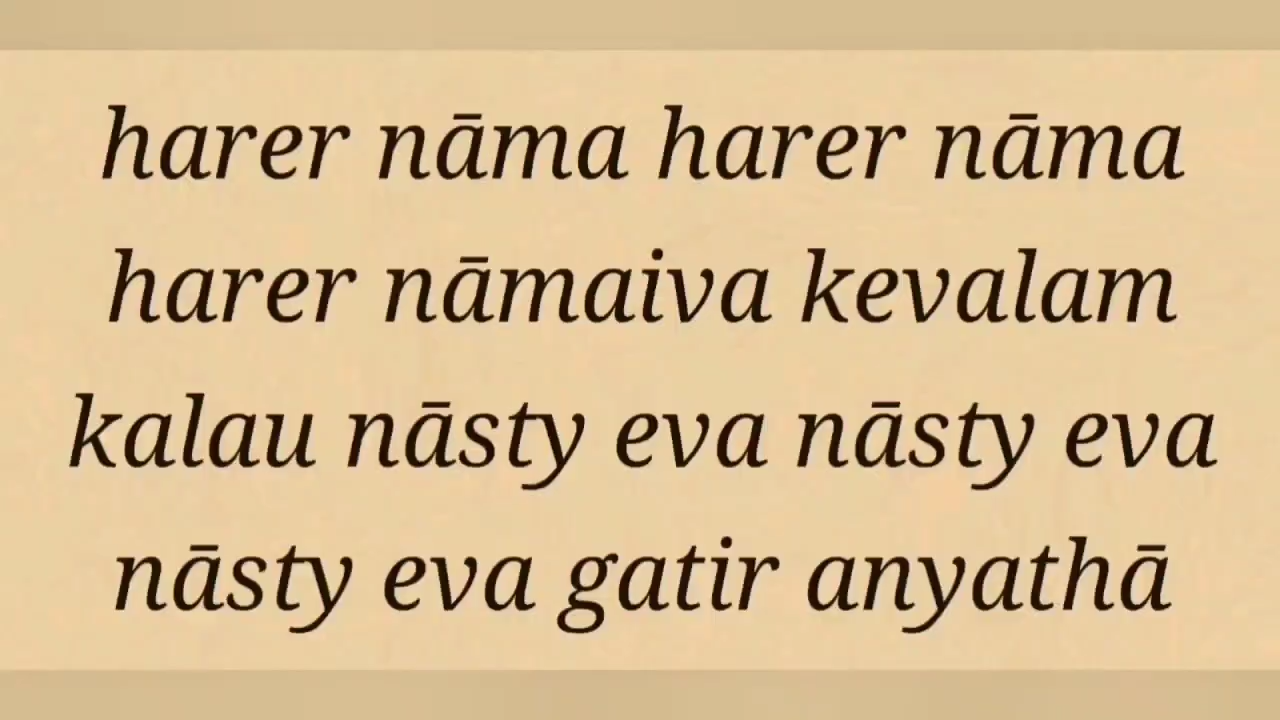 harer nāma harer nāma
harer nāmaiva kevalam
kalau nāsty eva nāsty eva
nāsty eva gatir anyathā